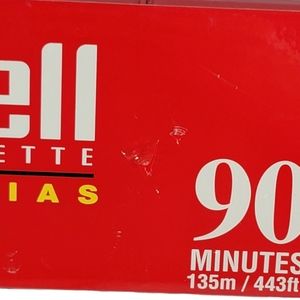 ell
ETTE
IAS
90
MINUTES
135m / 443ft